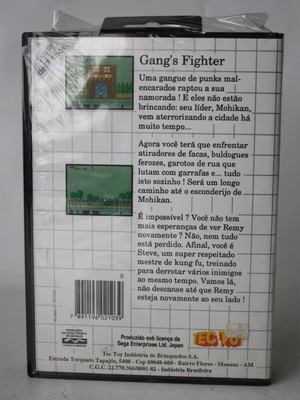 Gang's Fighter
Uma gangue de punks mal-
encarados raptou a sua
namorada ! E eles não estão
brincando: seu líder, Mohikan,
vem aterrorizando a cidade há
muito tempo...
Agora você terá que enfrentar
atiradores de facas, buldogues
ferozes, garotos de rua que
lutam com garrafas e... tudo
isto sozinho ! Será um longo
caminho até o esconderijo de
Mohikan.
É impossível ? Você não tem
mais esperanças de ver Remy
novamente ? Não, nem tudo
está perdido. Afinal, você é
Steve, um super respeitado
mestre de kung fu, treinado
para derrotar vários inimigos
ao mesmo tempo. Vamos lá,
não descanse até que Remy
esteja novamente ao seu lado !
0
7 891196 021035
Produzido sob licença da
Sega Enterprises Ltd. Japan
TEC TOY
Tec Toy Indústria de Brinquedos S.A.
Estrada Torquato Tapajós, 5408 - Cep 69048-660 - Bairro Flores - Manaus - AM
C.G.C. 22.770.366/0001-82 - Indústria Brasileira